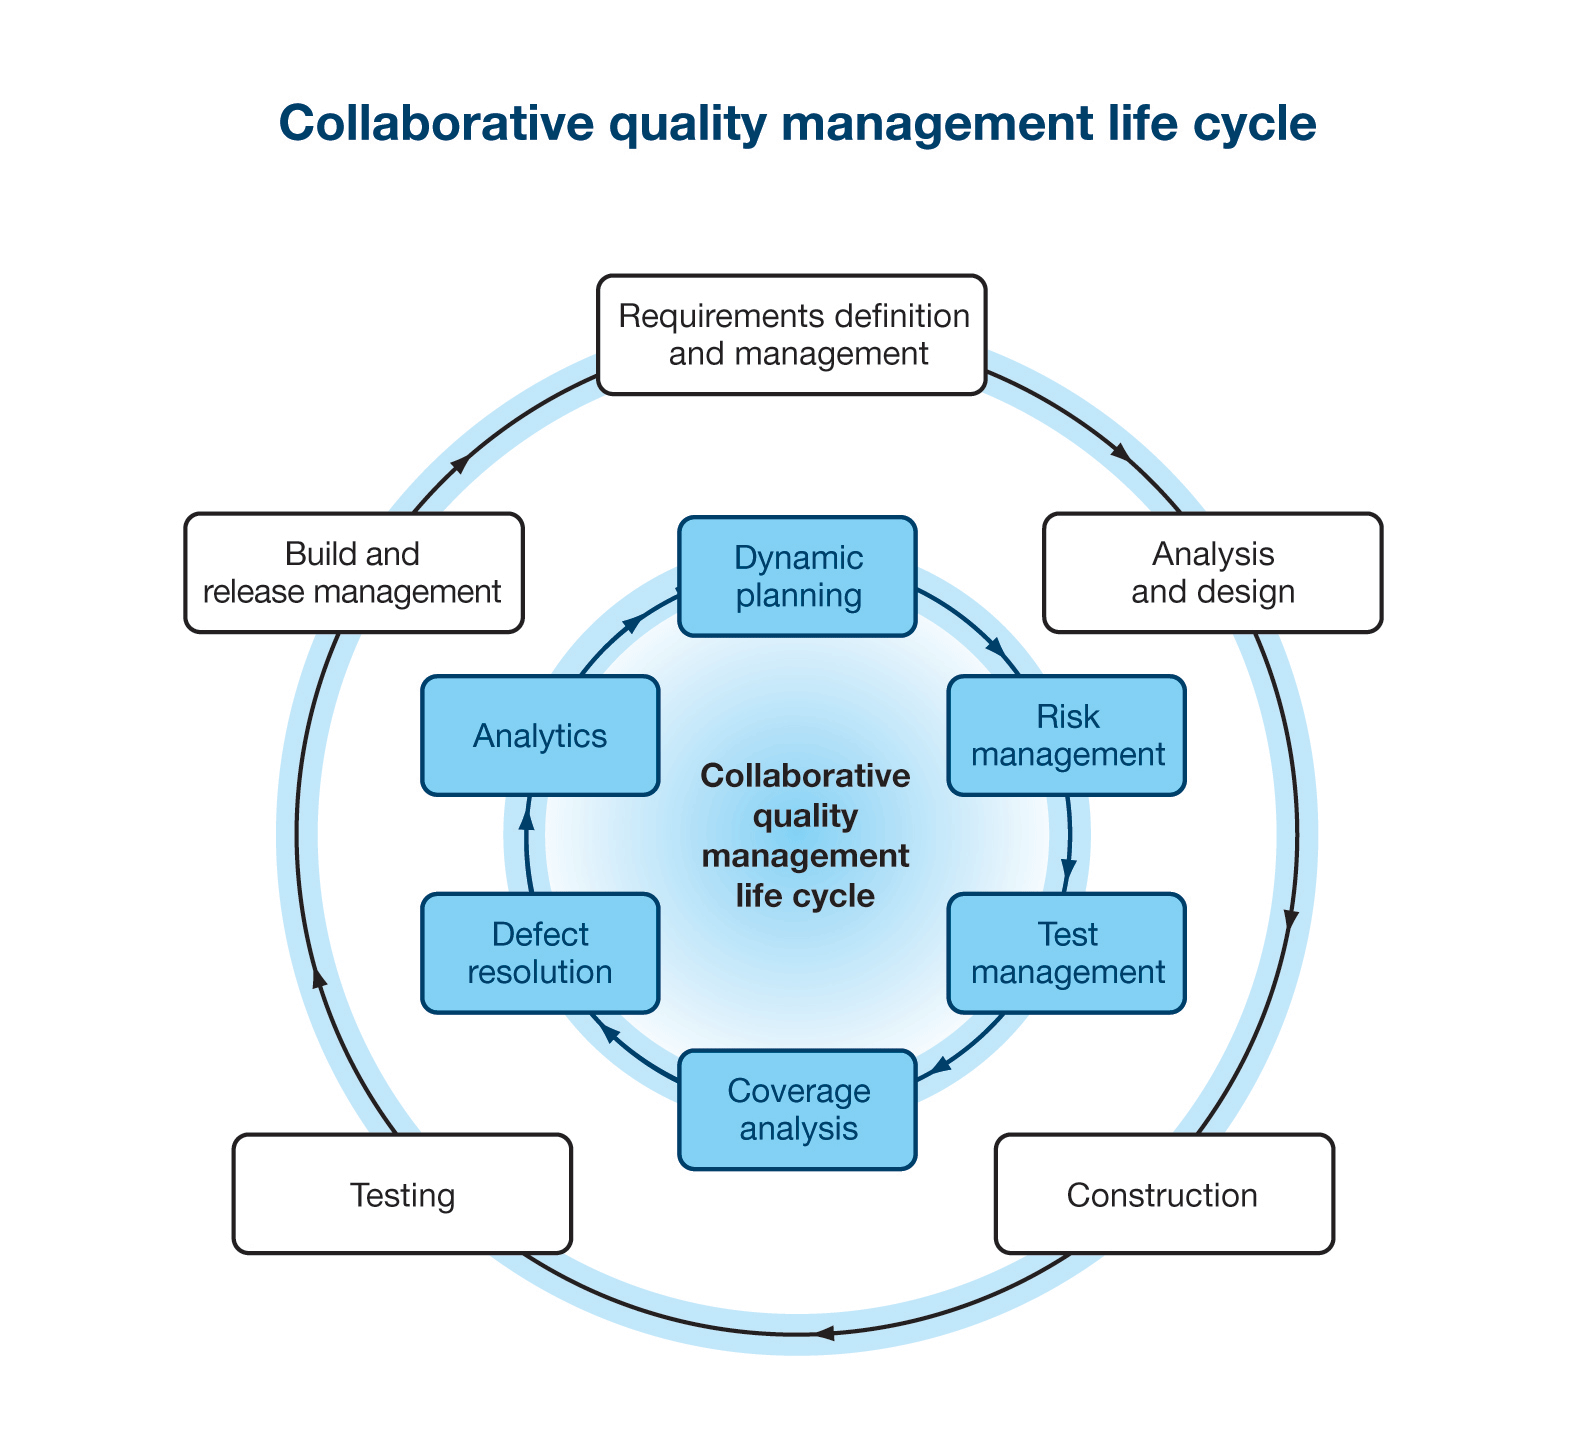 Collaborative quality management life cycle
Requirements definition
and management
Build and
release management
Analysis
and design
Dynamic
planning
Analytics
Risk
management
Collaborative
quality
management
life cycle
Defect
resolution
Test
management
Coverage
analysis
Testing
Construction